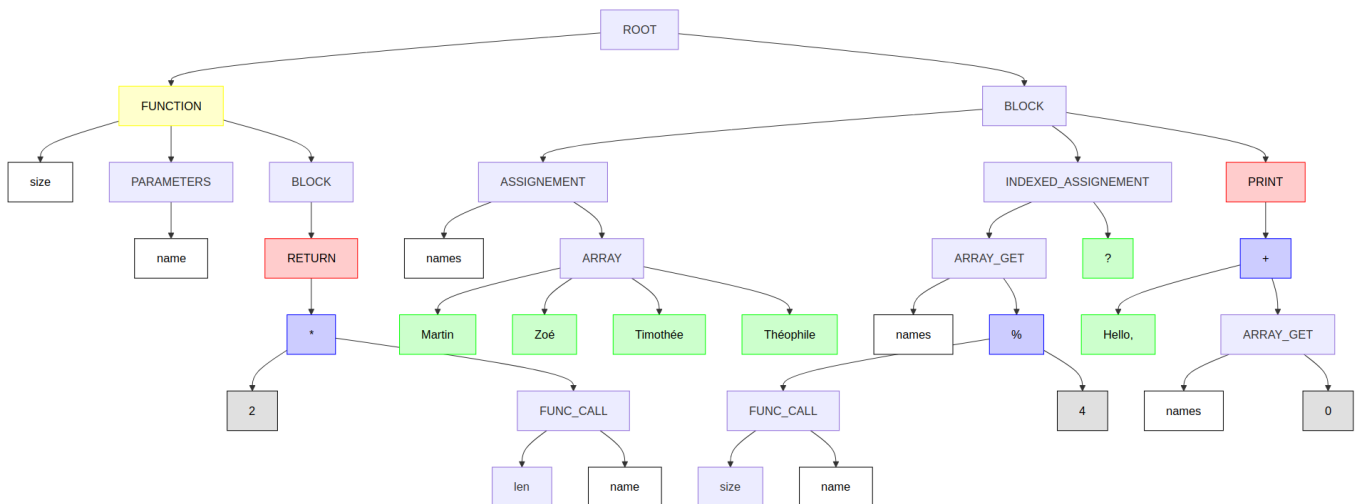 ROOT
FUNCTION
BLOCK
size
PARAMETERS
BLOCK
ASSIGNEMENT
INDEXED_ASSIGNEMENT
PRINT
name
RETURN
names
ARRAY
ARRAY_GET
?
+
*
Martin
Zoé
Timothée
Théophile
names
%
Hello,
ARRAY_GET
2
FUNC_CALL
FUNC_CALL
4
names
0
len
name
size
name